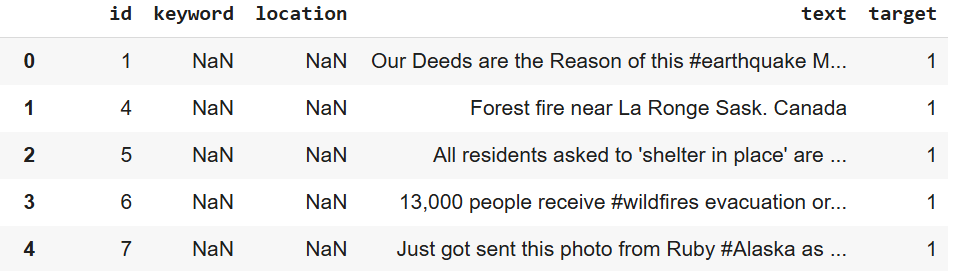 id keyword location text target
0 1 NaN NaN Our Deeds are the Reason of this #earthquake M... 1
1 4 NaN NaN Forest fire near La Ronge Sask. Canada 1
2 5 NaN NaN All residents asked to 'shelter in place' are ... 1
3 6 NaN NaN 13,000 people receive #wildfires evacuation or... 1
4 7 NaN NaN Just got sent this photo from Ruby #Alaska as ... 1